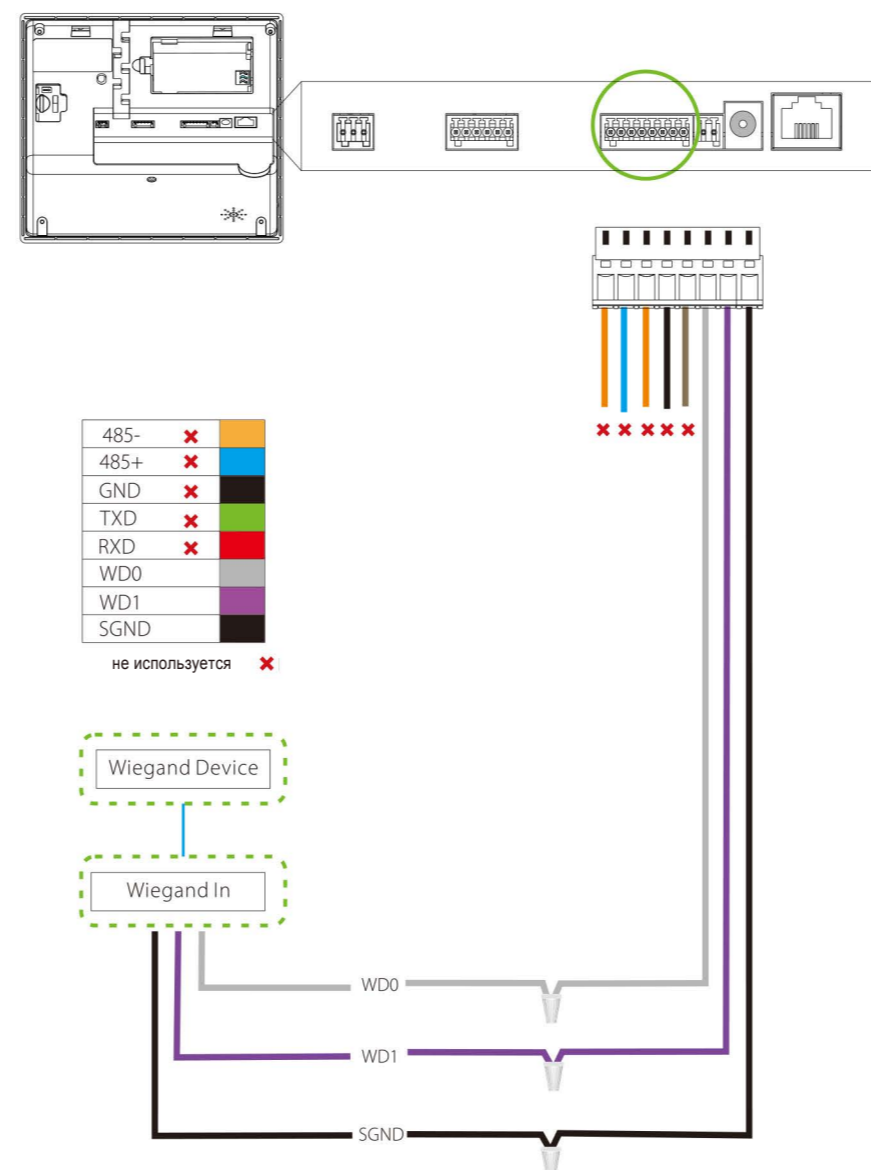 485-
485+
GND
TXD
RXD
WD0
WD1
SGND
не используется
Wiegand Device
Wiegand In
WD0
WD1
SGND